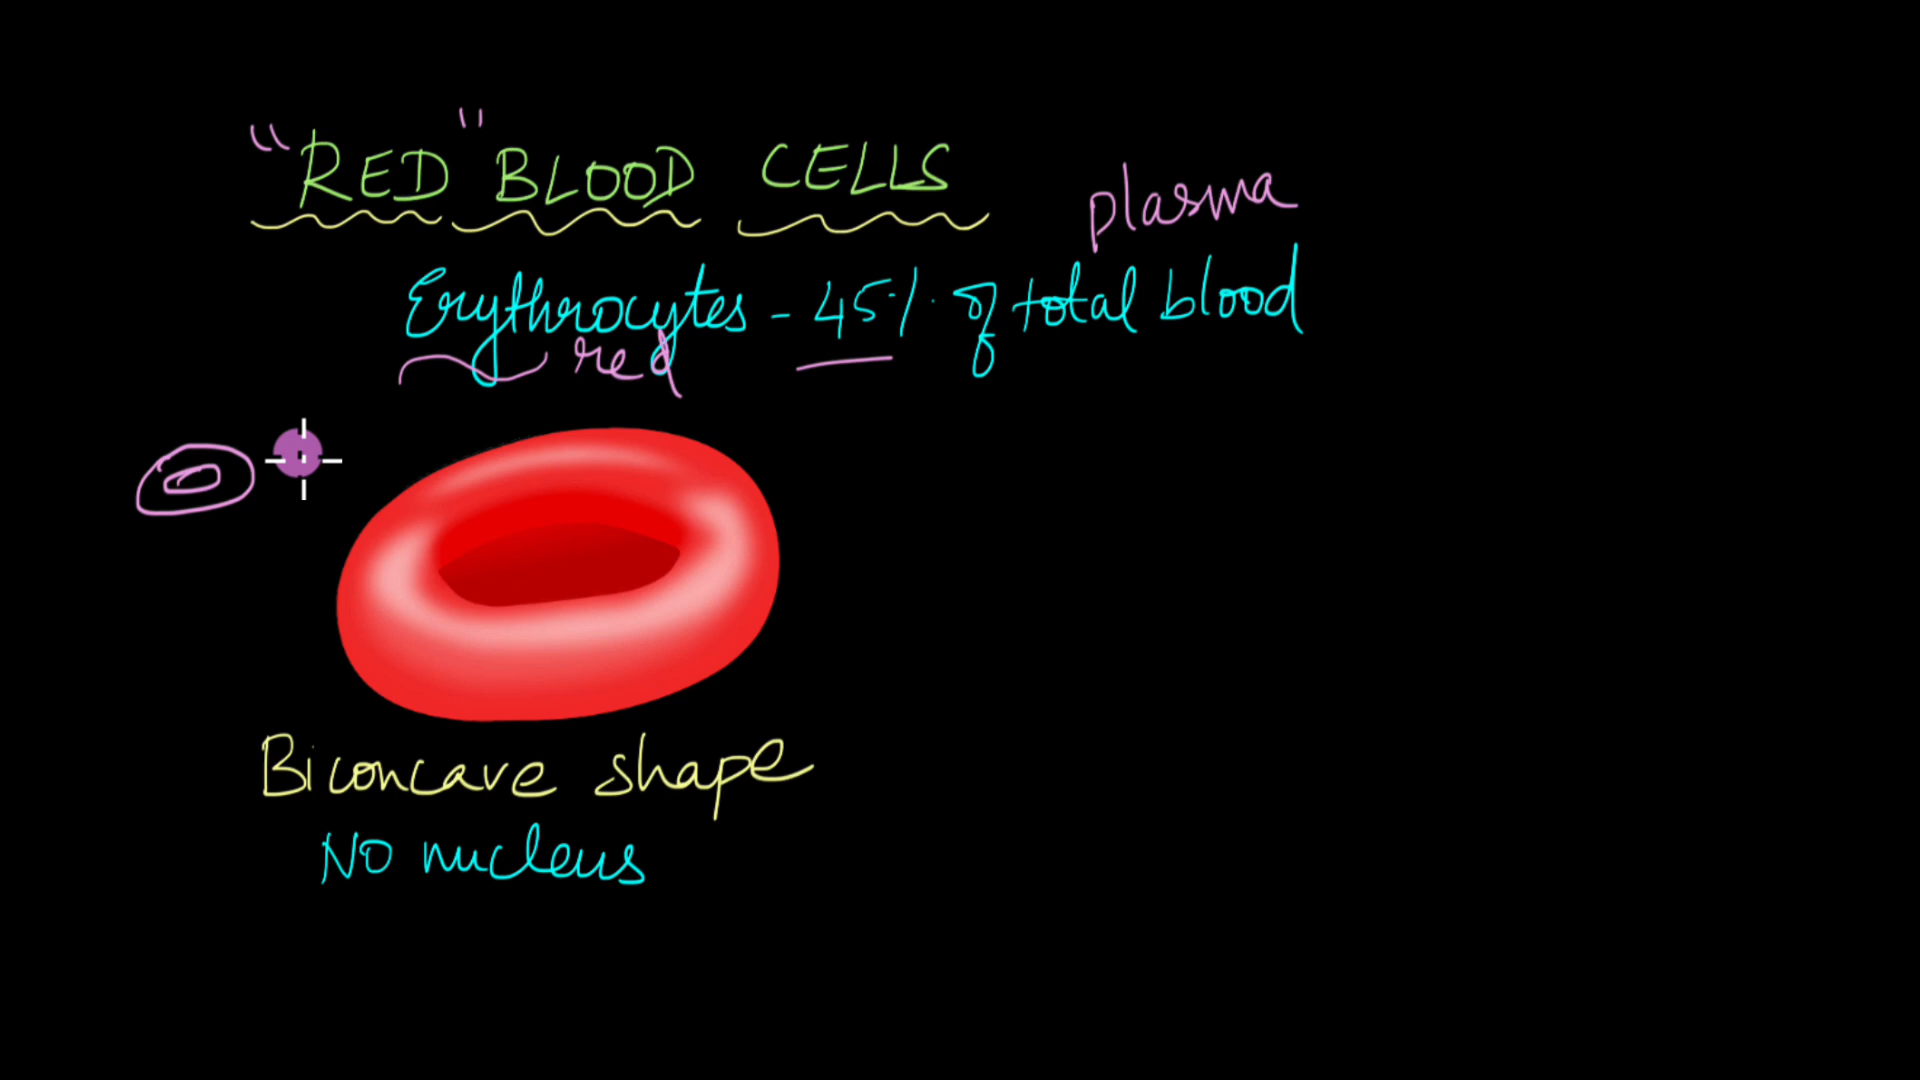 "RED" BLOOD CELLS
plasma
Erythrocytes - 45% of total blood
red
Biconcave shape
No nucleus